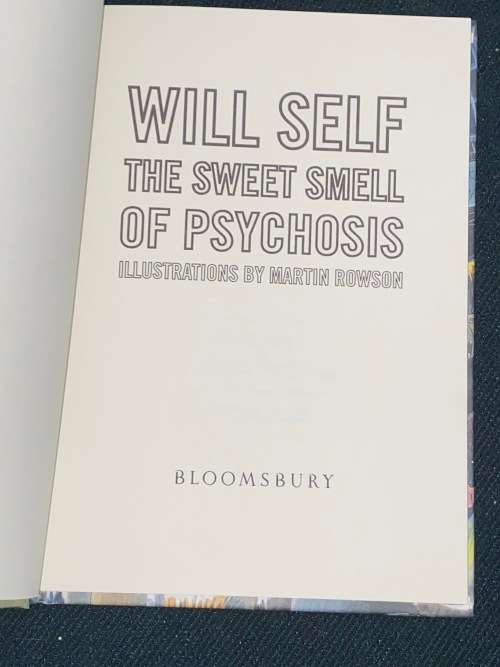 WILL SELF
THE SWEET SMELL
OF PSYCHOSIS
ILLUSTRATIONS BY MARTIN ROWSON
BLOOMSBURY